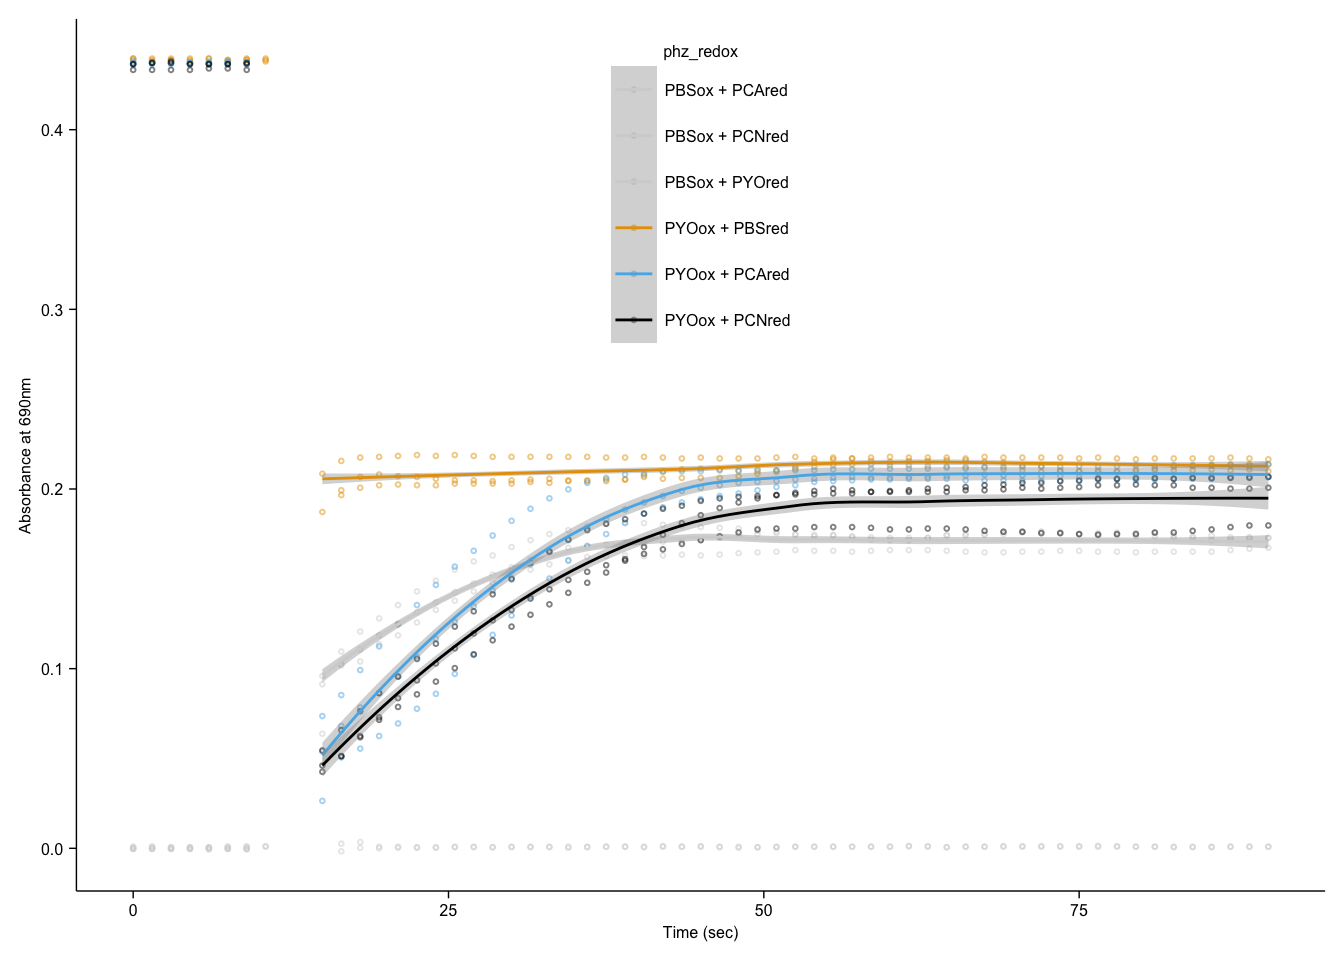 phz_redox
PBSox + PCAred
PBSox + PCNred
PBSox + PYOred
PYOox + PBSred
PYOox + PCAred
PYOox + PCNred
Absorbance at 690nm
0.4
0.3
0.2
0.1
0.0
0
25
50
75
Time (sec)